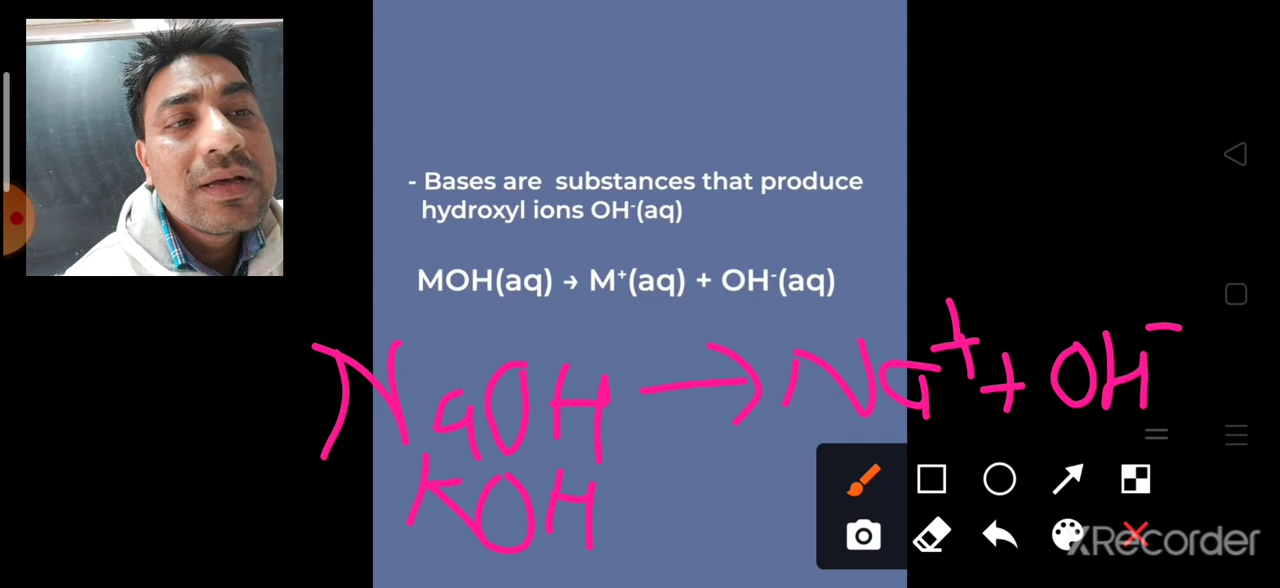 - Bases are substances that produce
hydroxyl ions OH⁻(aq)
MOH(aq) → M⁺(aq) + OH⁻(aq)
NaOH → Na⁺ + OH⁻
KOH
XRecorder